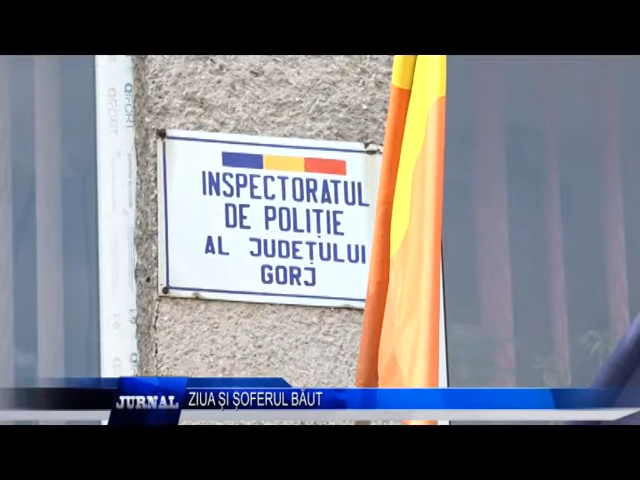 INSPECTORATUL
DE POLIȚIE
AL JUDEȚULUI
GORJ
JURNAL
ZIUA ȘI ȘOFERUL BĂUT